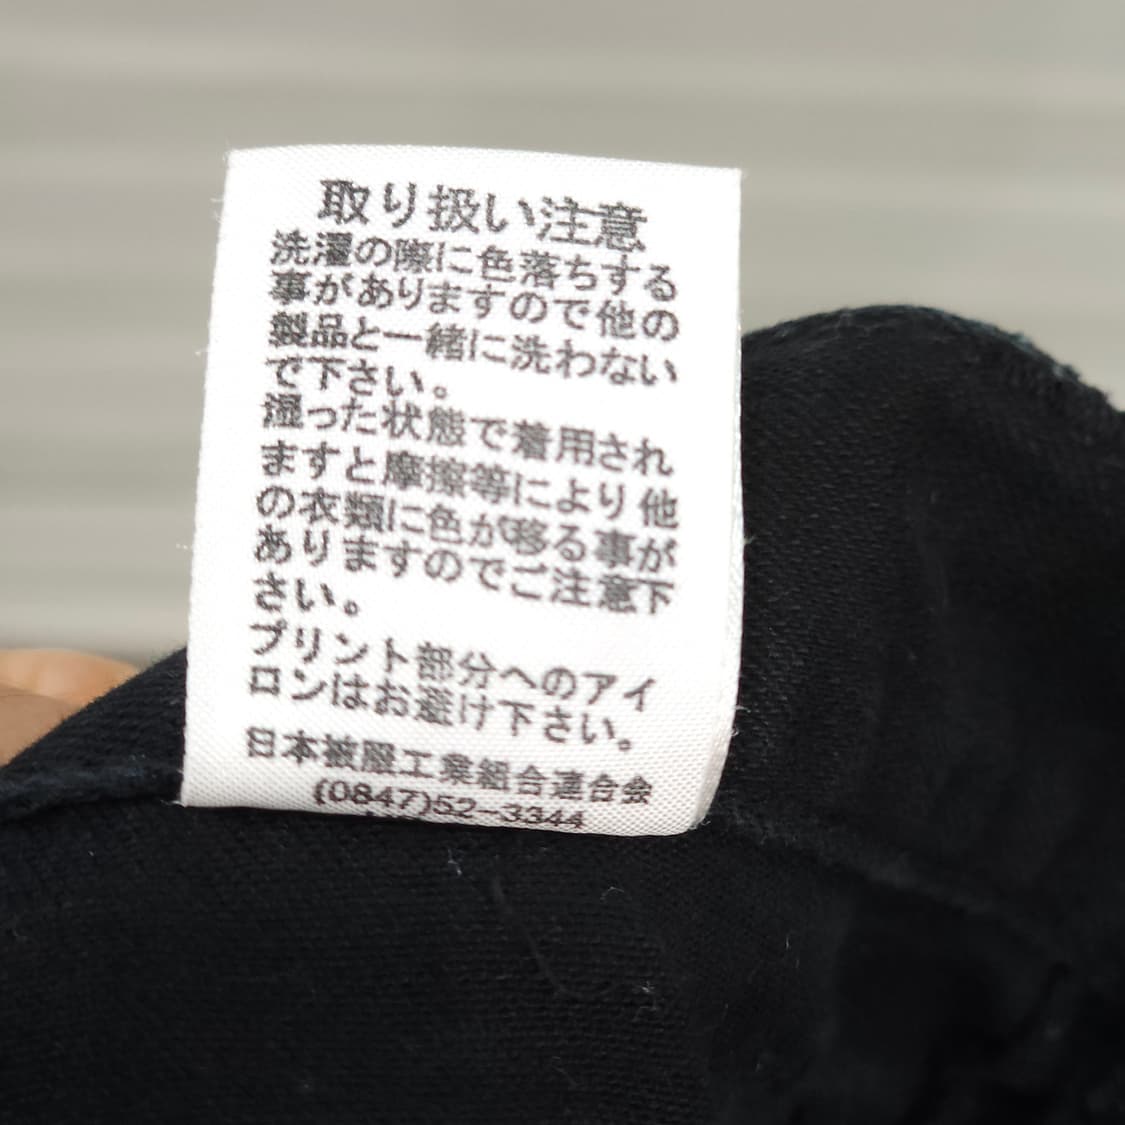 取り扱い注意
洗濯の際に色落ちする
事がありますので他の
製品と一緒に洗わない
で下さい。
湿った状態で着用され
ますと摩擦等により他
の衣類に色が移る事が
ありますのでご注意下
さい。
プリント部分へのアイ
ロンはお避け下さい。
日本被服工業組合連合会
(0847)52-3344